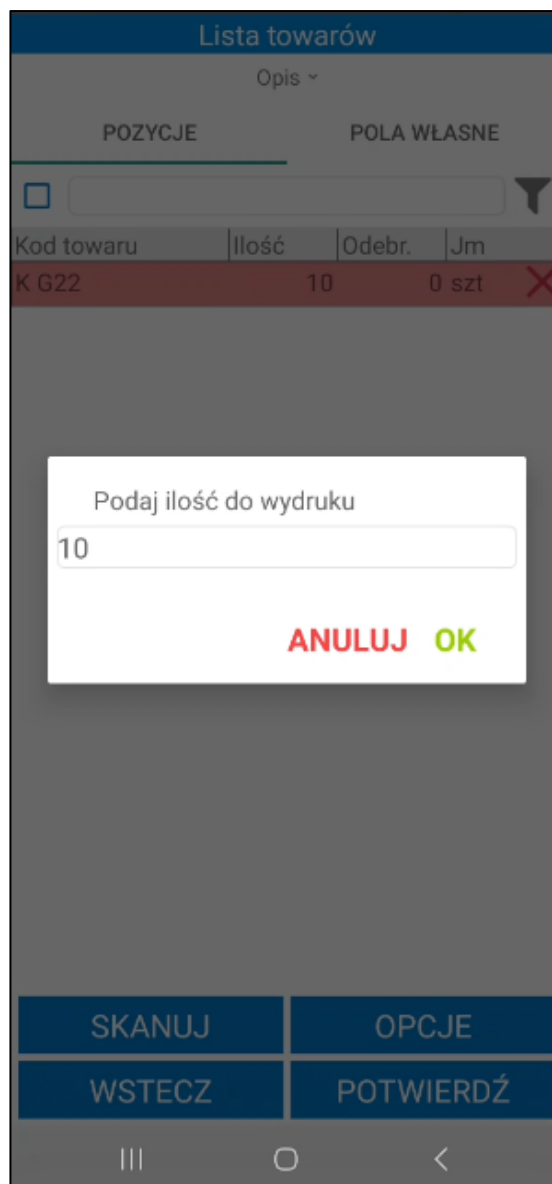 Lista towarów
Opis
POZYCJE POLA WŁASNE
Kod towaru Ilość Odebr. Jm
K G22 10 0 szt
Podaj ilość do wydruku
10
ANULUJ OK
SKANUJ OPCJE
WSTECZ POTWIERDŹ